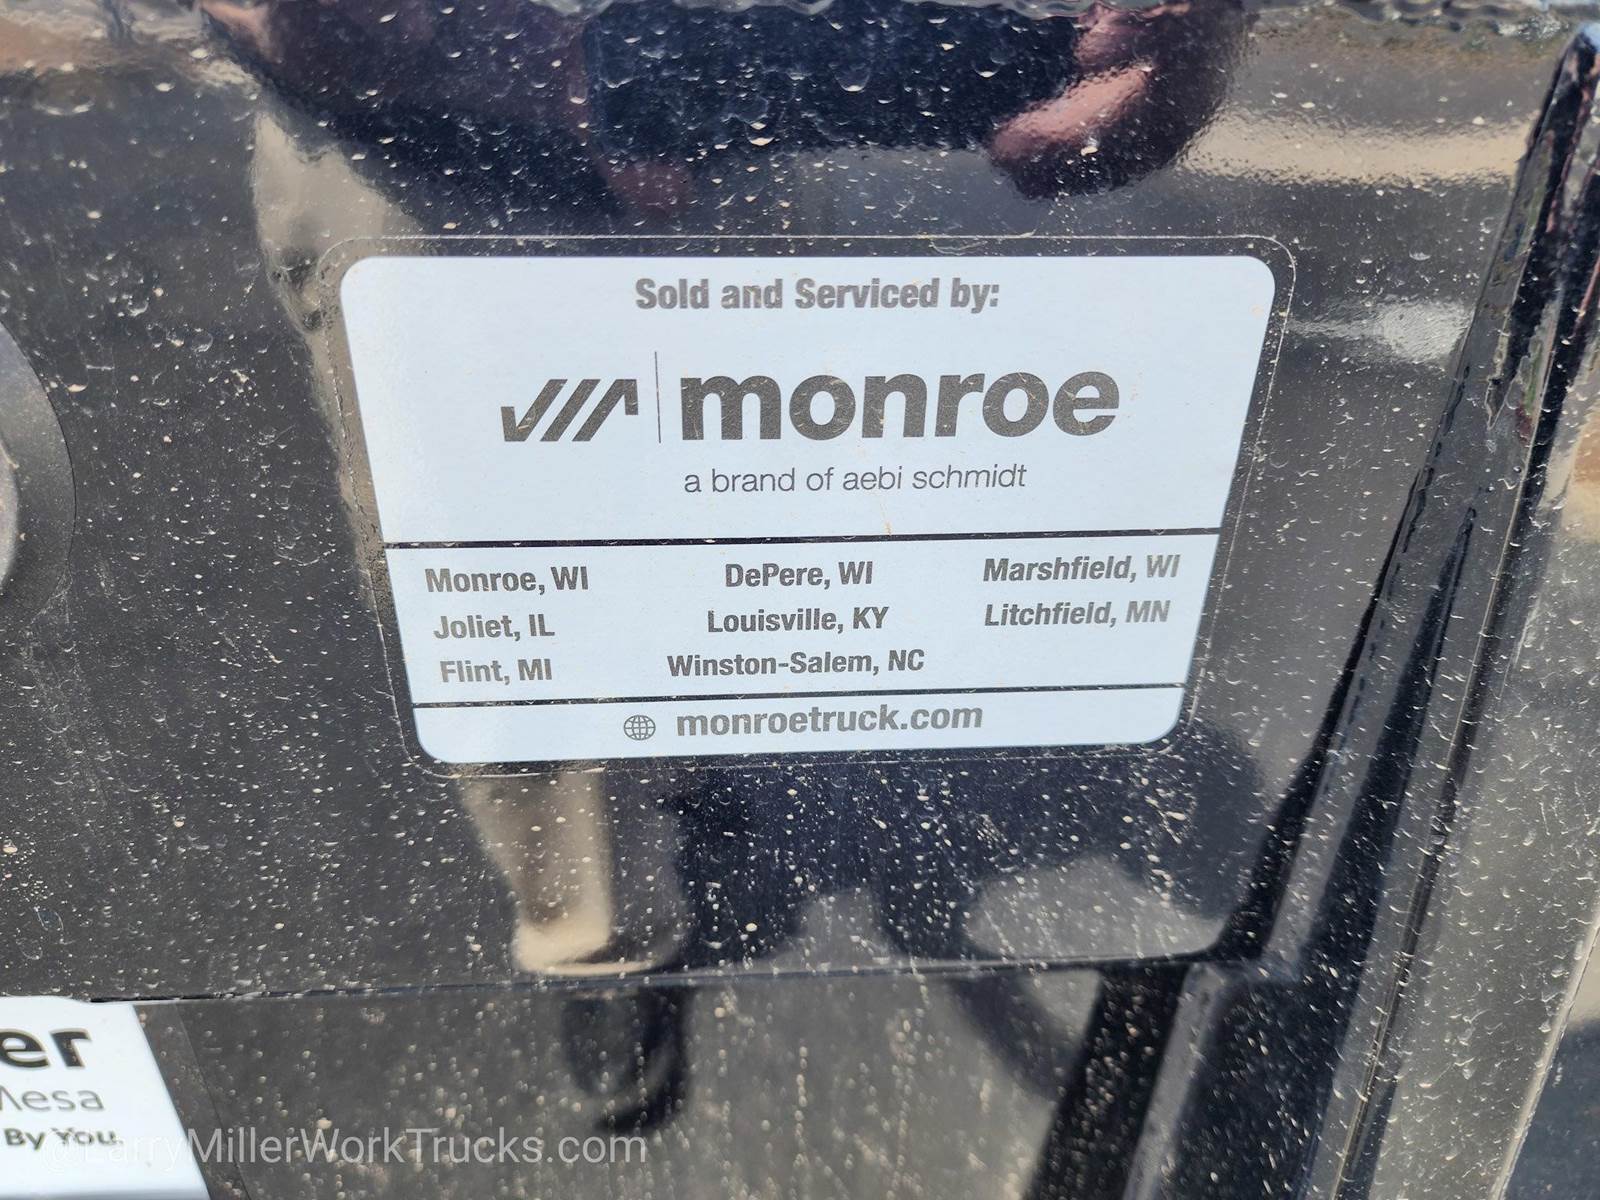 Sold and Serviced by:
monroe
a brand of aebi schmidt
Monroe, WI DePere, WI Marshfield, WI
Joliet, IL Louisville, KY Litchfield, MN
Flint, MI Winston-Salem, NC
monroetruck.com
er
Mesa
By You.
@LarryMillerWorkTrucks.com